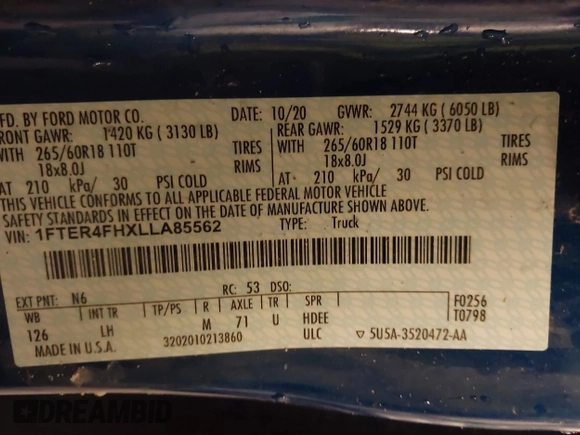 FD. BY FORD MOTOR CO. DATE: 10/20 GVWR: 2744 KG ( 6050 LB)
FRONT GAWR: 1420 KG ( 3130 LB) REAR GAWR: 1529 KG ( 3370 LB)
WITH 265/60R18 110T TIRES WITH 265/60R18 110T TIRES
18x8.0J RIMS 18x8.0J RIMS
AT 210 kPa/ 30 PSI COLD AT 210 kPa/ 30 PSI COLD
THIS VEHICLE CONFORMS TO ALL APPLICABLE FEDERAL MOTOR VEHICLE
SAFETY STANDARDS IN EFFECT ON THE DATE OF MANUFACTURE SHOWN ABOVE.
VIN: 1FTER4FHXLLA85562 TYPE: Truck
EXT PNT: N6 RC: 53 DSO:
WB INT TR TP/PS R AXLE TR SPR F0256
126 LH M 71 U HDEE T0798
MADE IN U.S.A. 3202010213860 ULC ▽ 5U5A-3520472-AA
DREAMBID